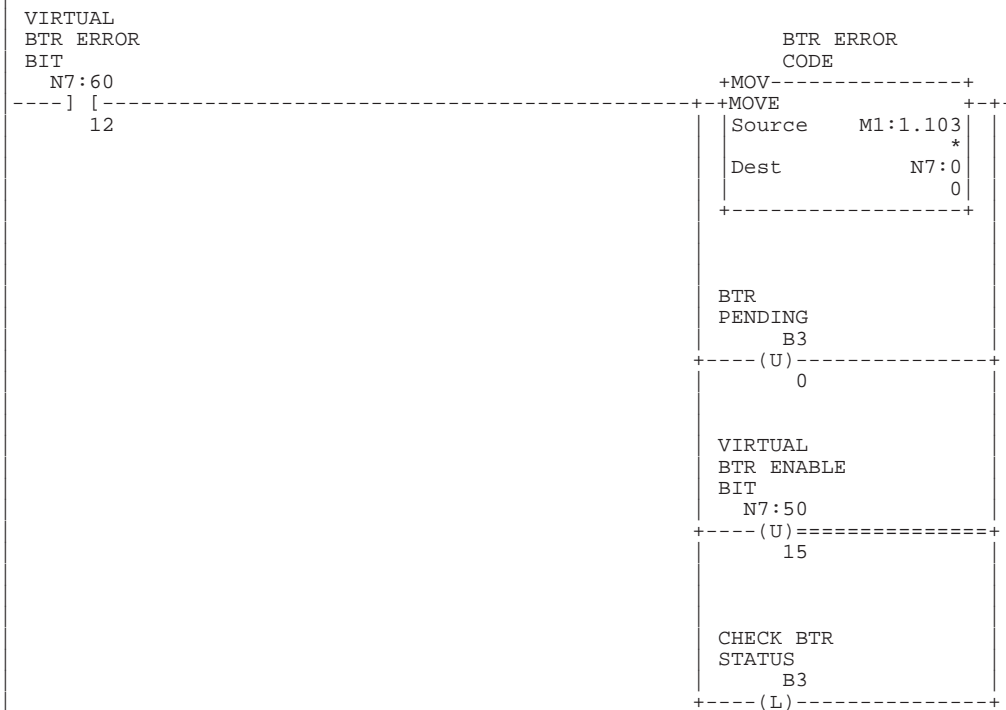 VIRTUAL
BTR ERROR
BIT
N7:60
] [
12
BTR ERROR
CODE
MOV
MOVE
Source M1:1.103
*
Dest N7:0
0
BTR
PENDING
B3
(U)
0
VIRTUAL
BTR ENABLE
BIT
N7:50
(U)
15
CHECK BTR
STATUS
B3
(L)